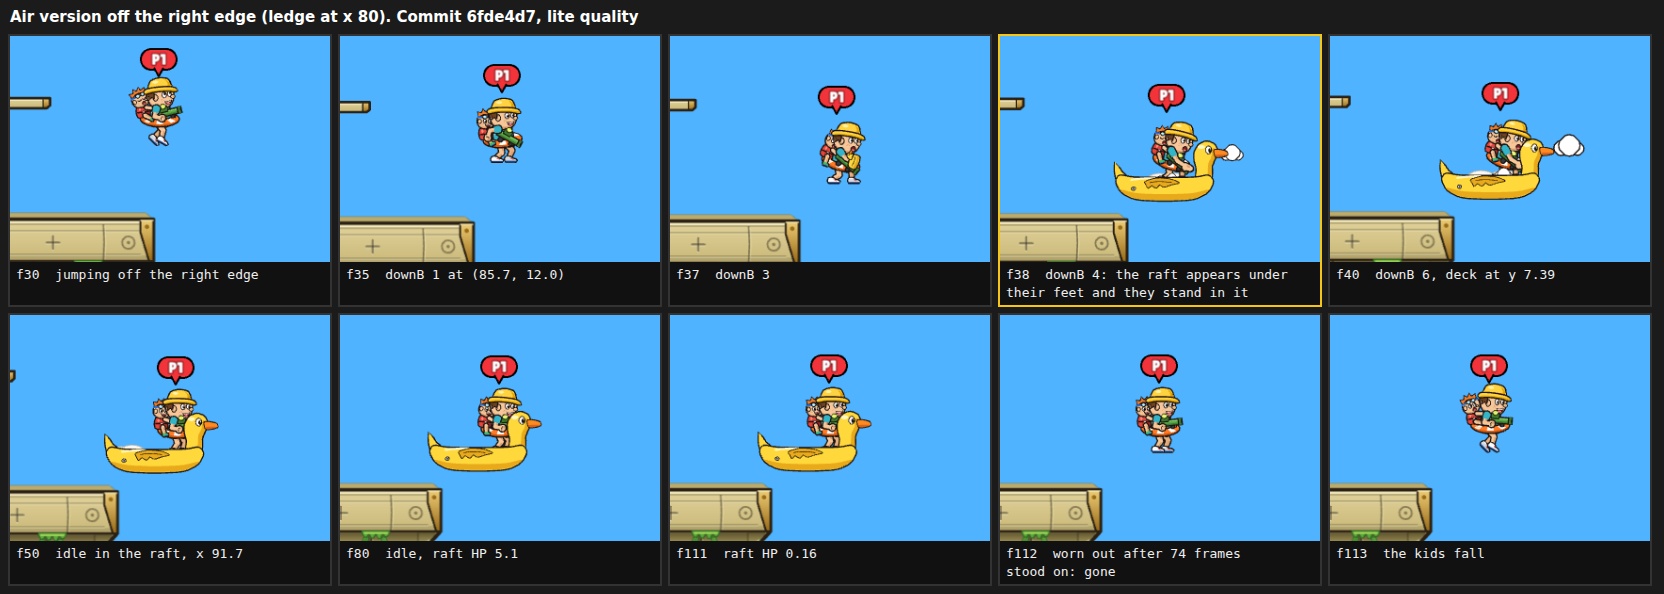 Air version off the right edge (ledge at x 80). Commit 6fde4d7, lite quality
P1
P1
P1
P1
P1
f30 jumping off the right edge
f35 downB 1 at (85.7, 12.0)
f37 downB 3
f38 downB 4: the raft appears under
their feet and they stand in it
f40 downB 6, deck at y 7.39
P1
P1
P1
P1
P1
f50 idle in the raft, x 91.7
f80 idle, raft HP 5.1
f111 raft HP 0.16
f112 worn out after 74 frames
stood on: gone
f113 the kids fall